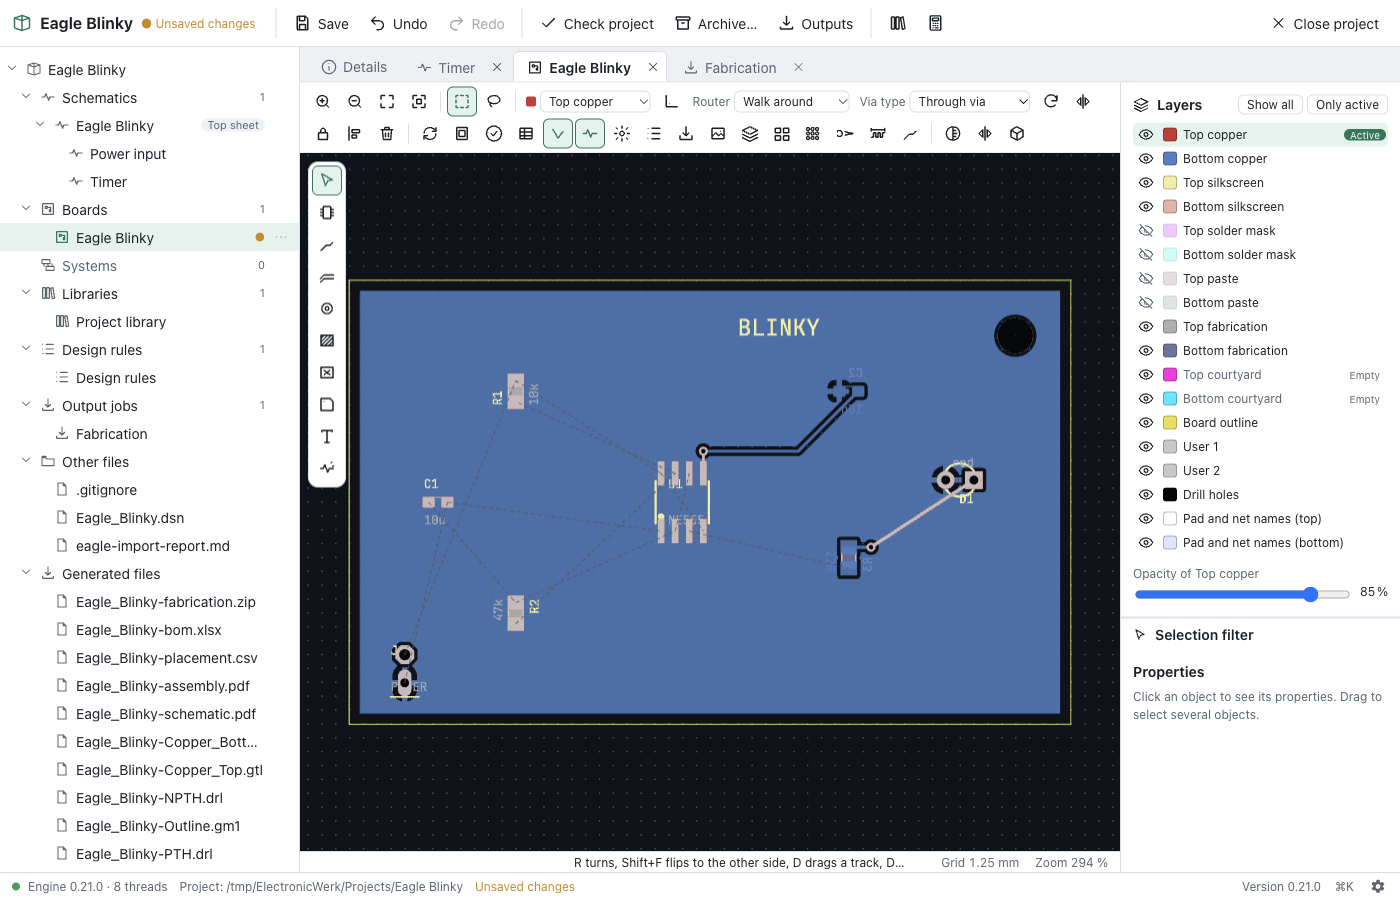 Eagle Blinky
Unsaved changes
Save
Undo
Redo
Check project
Archive...
Outputs
Close project
Eagle Blinky
Schematics 1
Eagle Blinky Top sheet
Power input
Timer
Boards 1
Eagle Blinky
Systems 0
Libraries 1
Project library
Design rules 1
Design rules
Output jobs 1
Fabrication
Other files
.gitignore
Eagle_Blinky.dsn
eagle-import-report.md
Generated files
Eagle_Blinky-fabrication.zip
Eagle_Blinky-bom.xlsx
Eagle_Blinky-placement.csv
Eagle_Blinky-assembly.pdf
Eagle_Blinky-schematic.pdf
Eagle_Blinky-Copper_Bott...
Eagle_Blinky-Copper_Top.gtl
Eagle_Blinky-NPTH.drl
Eagle_Blinky-Outline.gm1
Eagle_Blinky-PTH.drl
Details
Timer
Eagle Blinky
Fabrication
Top copper
Router Walk around
Via type Through via
BLINKY
R1
10k
C2
C1
10u
U1
red
D1
47k
R2
R turns, Shift+F flips to the other side, D drags a track, D...
Grid 1.25 mm
Zoom 294 %
Layers
Show all
Only active
Top copper Active
Bottom copper
Top silkscreen
Bottom silkscreen
Top solder mask
Bottom solder mask
Top paste
Bottom paste
Top fabrication
Bottom fabrication
Top courtyard Empty
Bottom courtyard Empty
Board outline
User 1
User 2
Drill holes
Pad and net names (top)
Pad and net names (bottom)
Opacity of Top copper
85 %
Selection filter
Properties
Click an object to see its properties. Drag to
select several objects.
Engine 0.21.0 · 8 threads
Project: /tmp/ElectronicWerk/Projects/Eagle Blinky
Unsaved changes
Version 0.21.0
⌘K